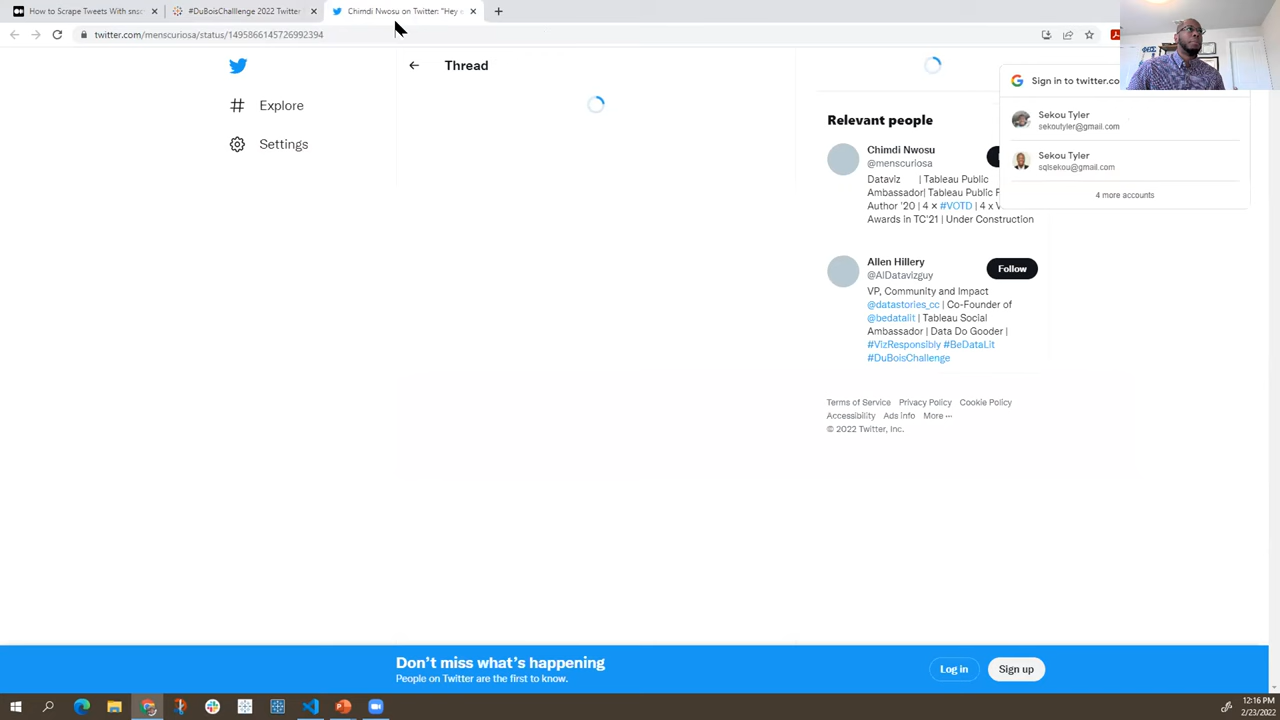 How to Scrape Tweets With snsc
#DuBoisChalllenge 2022 Twitter
Chimdi Nwosu on Twitter: "Hey
twitter.com/menscuriosa/status/1495866145726992394
Thread
Explore
Settings
Relevant people
Chimdi Nwosu
@menscuriosa
Dataviz | Tableau Public
Ambassador| Tableau Public F
Author '20 | 4 × #VOTD | 4 x V
Awards in TC'21 | Under Construction
Allen Hillery
@AlDatavizguy
Follow
VP, Community and Impact
@datastories_cc | Co-Founder of
@bedatalit | Tableau Social
Ambassador | Data Do Gooder |
#VizResponsibly #BeDataLit
#DuBoisChallenge
Terms of Service Privacy Policy Cookie Policy
Accessibility Ads info More ···
© 2022 Twitter, Inc.
Sign in to twitter.co
Sekou Tyler
sekoutyler@gmail.com
Sekou Tyler
sqlsekou@gmail.com
4 more accounts
Don't miss what's happening
People on Twitter are the first to know.
Log in
Sign up
12:16 PM
2/23/2022